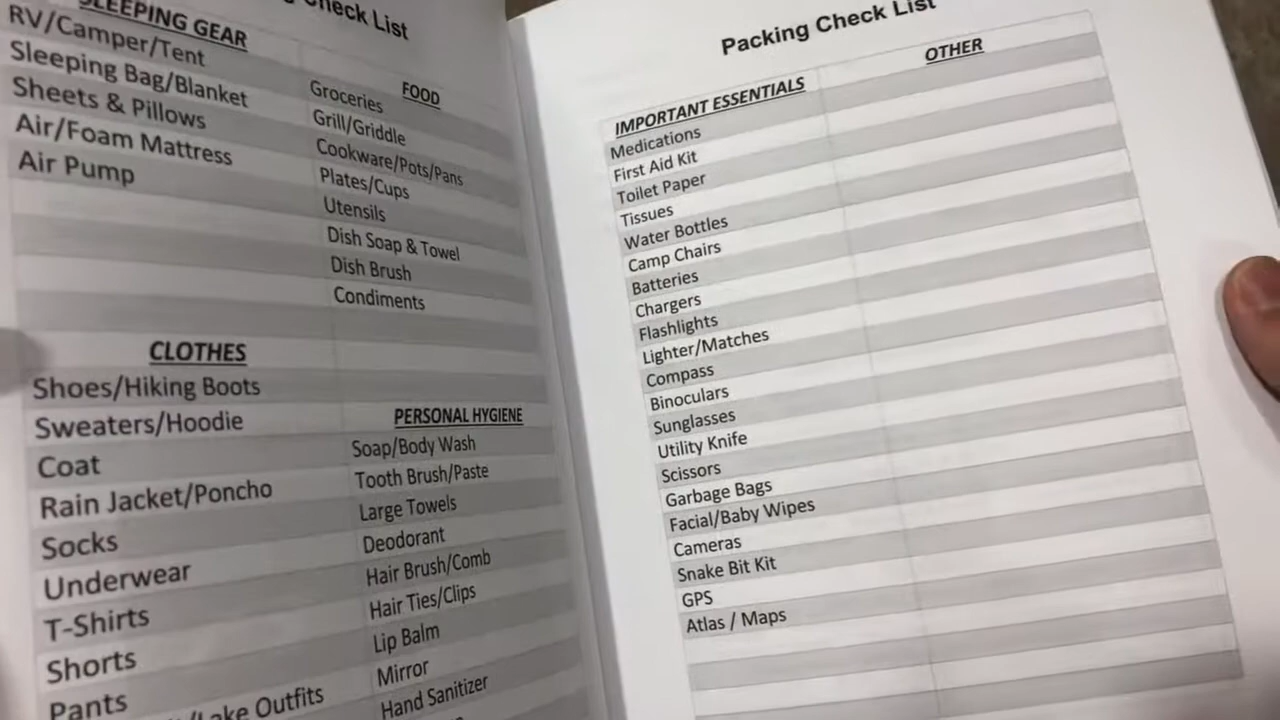 Check List
SLEEPING GEAR
RV/Camper/Tent
Sleeping Bag/Blanket
Sheets & Pillows
Air/Foam Mattress
Air Pump
CLOTHES
Shoes/Hiking Boots
Sweaters/Hoodie
Coat
Rain Jacket/Poncho
Socks
Underwear
T-Shirts
Shorts
Pants
Outfits
FOOD
Groceries
Grill/Griddle
Cookware/Pots/Pans
Plates/Cups
Utensils
Dish Soap & Towel
Dish Brush
Condiments
PERSONAL HYGIENE
Soap/Body Wash
Tooth Brush/Paste
Large Towels
Deodorant
Hair Brush/Comb
Hair Ties/Clips
Lip Balm
Mirror
Hand Sanitizer
Packing Check List
IMPORTANT ESSENTIALS
Medications
First Aid Kit
Toilet Paper
Tissues
Water Bottles
Camp Chairs
Batteries
Chargers
Flashlights
Lighter/Matches
Compass
Binoculars
Sunglasses
Utility Knife
Scissors
Garbage Bags
Facial/Baby Wipes
Cameras
Snake Bit Kit
GPS
Atlas / Maps
OTHER